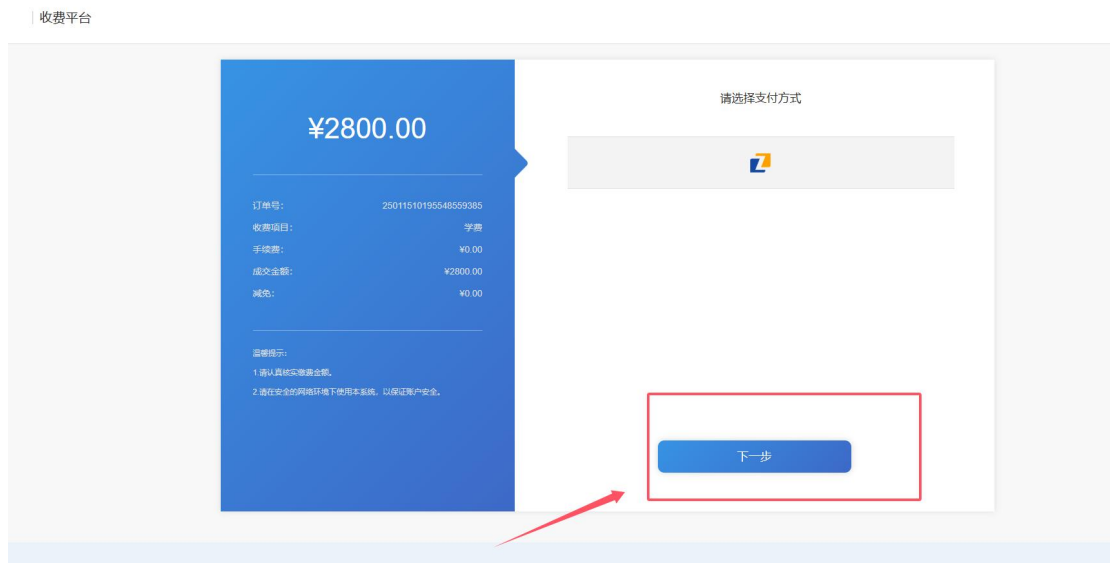 收费平台
¥2800.00
订单号： 25011510195548559385
收费项目： 学费
手续费： ¥0.00
成交金额： ¥2800.00
减免： ¥0.00
温馨提示：
1.请认真核实缴费金额。
2.请在安全的网络环境下使用本系统，以保证账户安全。
请选择支付方式
下一步